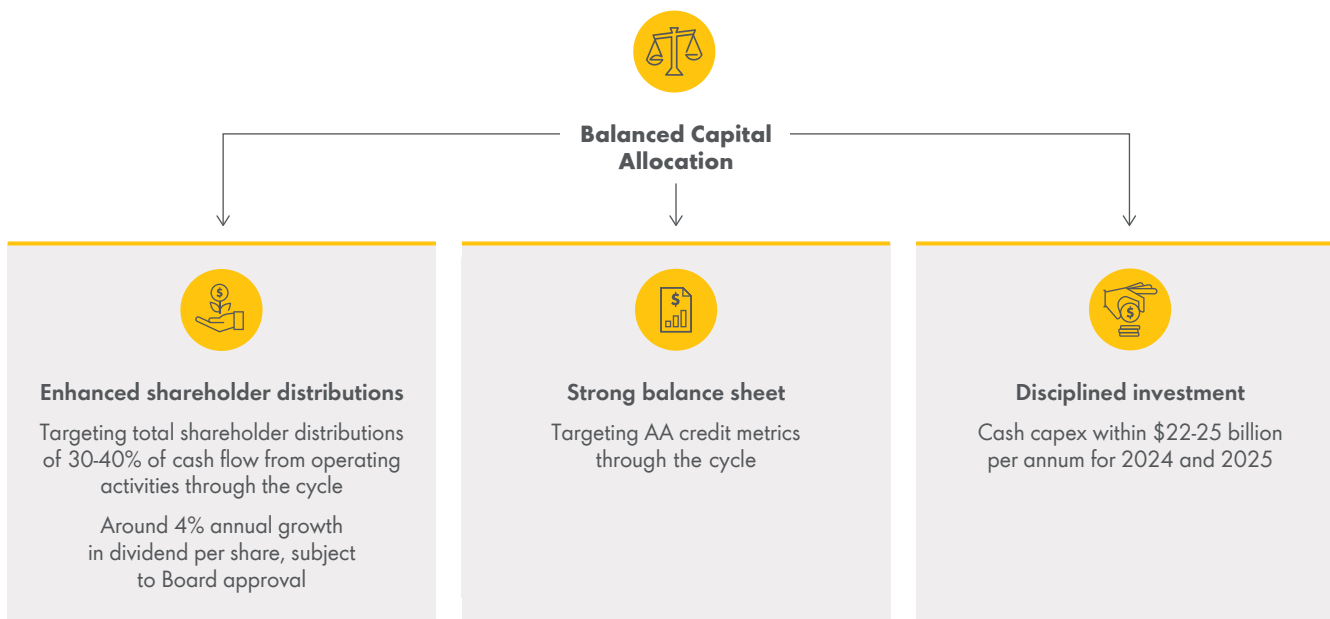 Balanced Capital
Allocation
$
Enhanced shareholder distributions
Targeting total shareholder distributions
of 30-40% of cash flow from operating
activities through the cycle
Around 4% annual growth
in dividend per share, subject
to Board approval
$
Strong balance sheet
Targeting AA credit metrics
through the cycle
$
Disciplined investment
Cash capex within $22-25 billion
per annum for 2024 and 2025